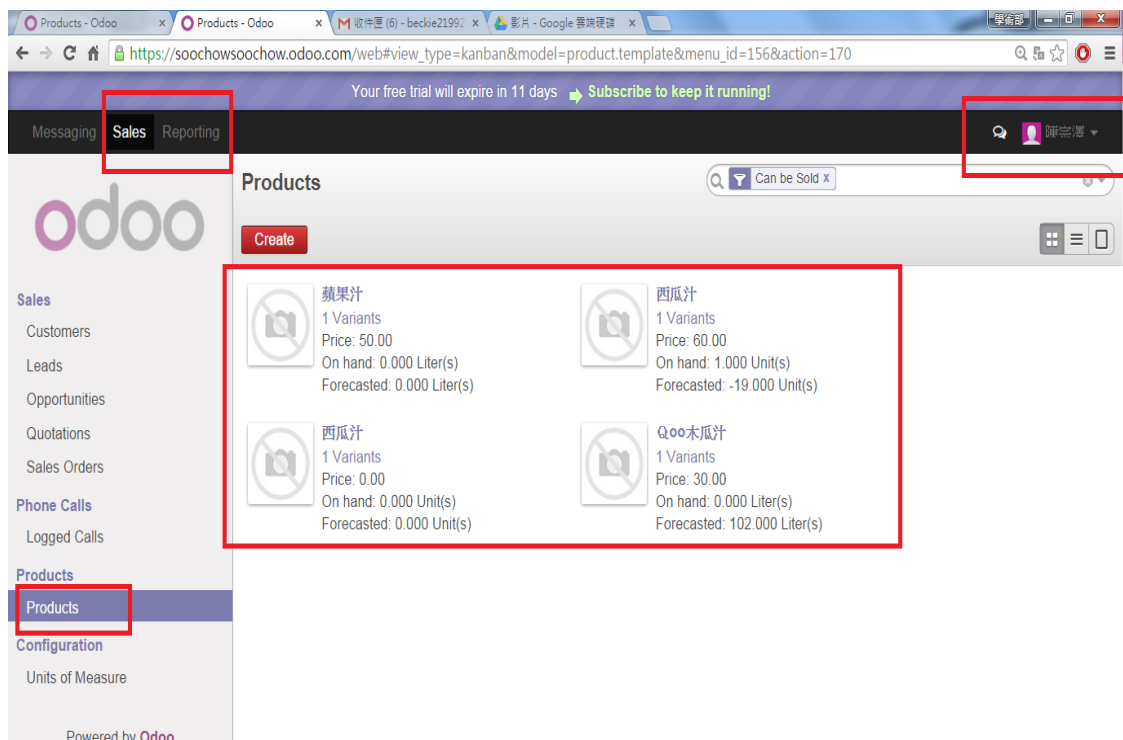 Products - Odoo
Products - Odoo
收件匣 (6) - beckie21992
影片 - Google 雲端硬碟
學術部
https://soochowsoochow.odoo.com/web#view_type=kanban&model=product.template&menu_id=156&action=170
Your free trial will expire in 11 days Subscribe to keep it running!
Messaging Sales Reporting
陳宗澤
odoo
Products
Can be Sold x
Create
Sales
Customers
Leads
Opportunities
Quotations
Sales Orders
Phone Calls
Logged Calls
Products
Products
Configuration
Units of Measure
Powered by Odoo
蘋果汁
1 Variants
Price: 50.00
On hand: 0.000 Liter(s)
Forecasted: 0.000 Liter(s)
西瓜汁
1 Variants
Price: 60.00
On hand: 1.000 Unit(s)
Forecasted: -19.000 Unit(s)
西瓜汁
1 Variants
Price: 0.00
On hand: 0.000 Unit(s)
Forecasted: 0.000 Unit(s)
Qoo木瓜汁
1 Variants
Price: 30.00
On hand: 0.000 Liter(s)
Forecasted: 102.000 Liter(s)